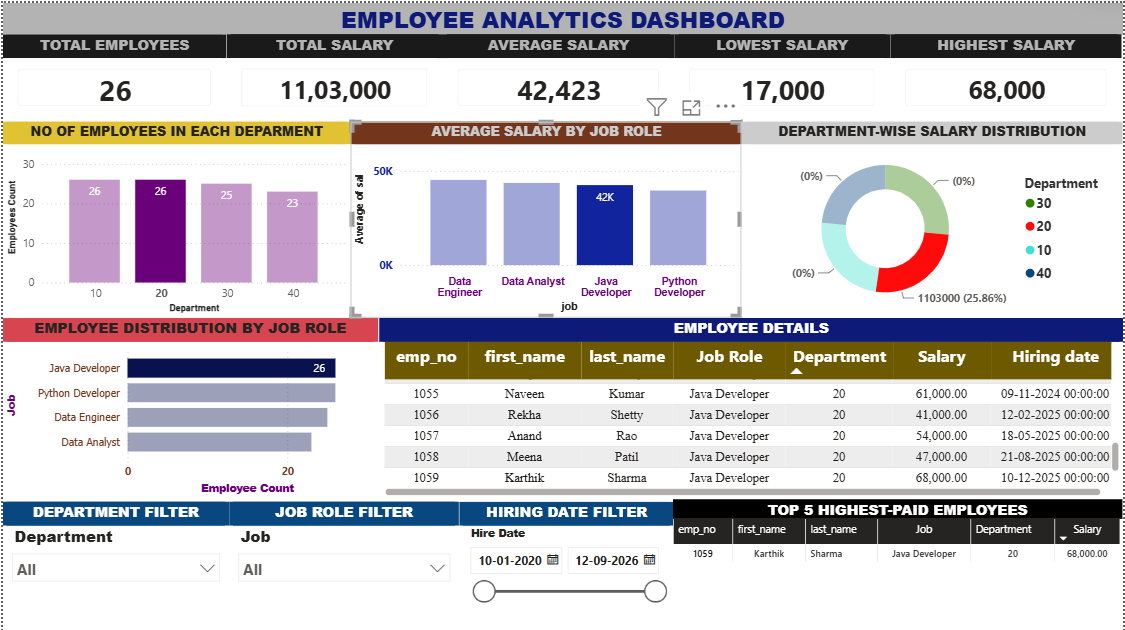 EMPLOYEE ANALYTICS DASHBOARD
TOTAL EMPLOYEES TOTAL SALARY AVERAGE SALARY LOWEST SALARY HIGHEST SALARY
26 11,03,000 42,423 17,000 68,000
NO OF EMPLOYEES IN EACH DEPARMENT
30
20
10
0
Employees Count
26 26 25 23
10 20 30 40
Department
AVERAGE SALARY BY JOB ROLE
50K
0K
Average of sal
42K
Data Engineer Data Analyst Java Developer Python Developer
job
DEPARTMENT-WISE SALARY DISTRIBUTION
(0%) (0%)
(0%)
1103000 (25.86%)
Department
30
20
10
40
EMPLOYEE DISTRIBUTION BY JOB ROLE
Job
Java Developer 26
Python Developer
Data Engineer
Data Analyst
0 20
Employee Count
EMPLOYEE DETAILS
emp_no first_name last_name Job Role Department Salary Hiring date
1055 Naveen Kumar Java Developer 20 61,000.00 09-11-2024 00:00:00
1056 Rekha Shetty Java Developer 20 41,000.00 12-02-2025 00:00:00
1057 Anand Rao Java Developer 20 54,000.00 18-05-2025 00:00:00
1058 Meena Patil Java Developer 20 47,000.00 21-08-2025 00:00:00
1059 Karthik Sharma Java Developer 20 68,000.00 10-12-2025 00:00:00
DEPARTMENT FILTER
Department
All
JOB ROLE FILTER
Job
All
HIRING DATE FILTER
Hire Date
10-01-2020 12-09-2026
TOP 5 HIGHEST-PAID EMPLOYEES
emp_no first_name last_name Job Department Salary
1059 Karthik Sharma Java Developer 20 68,000.00